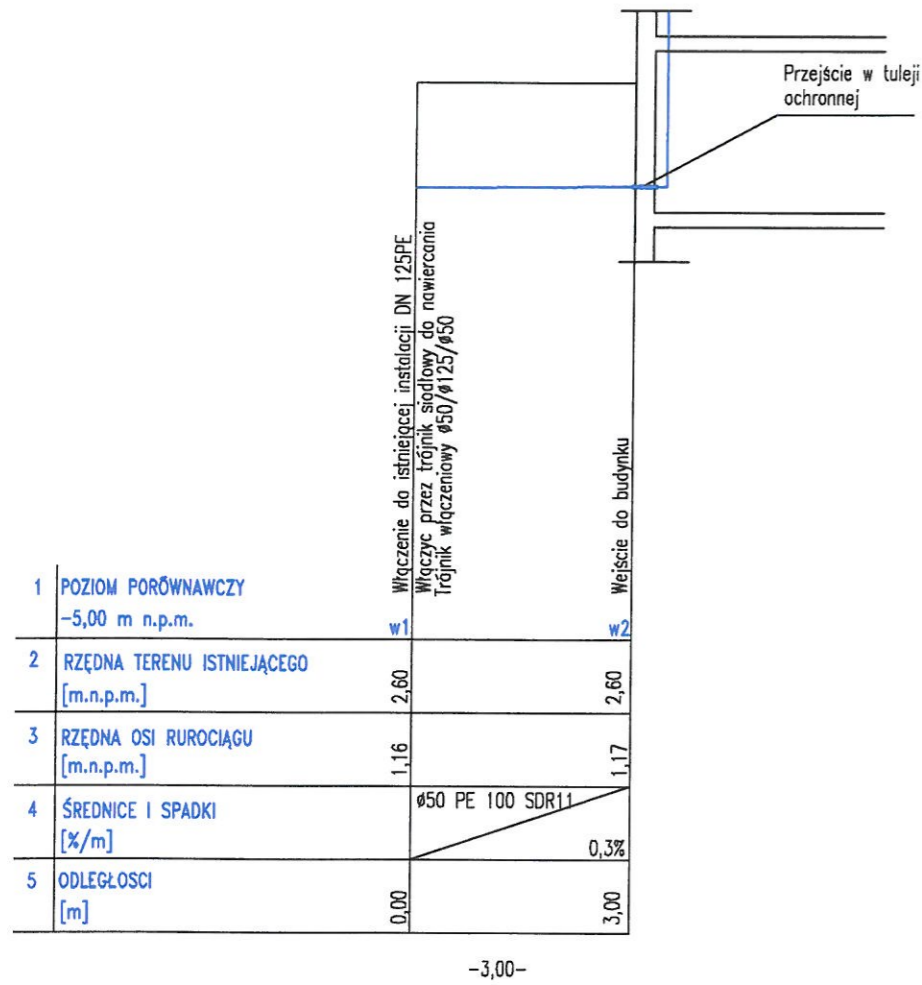 Przejście w tuleji
ochronnej
Włączenie do istniejącej instalacji DN 125PE
Włączyc przez trójnik siodłowy do nawiercania
Trójnik włączeniowy ø50/ø125/ø50
Wejście do budynku
1 POZIOM PORÓWNAWCZY
-5,00 m n.p.m.
w1 w2
2 RZĘDNA TERENU ISTNIEJĄCEGO
[m.n.p.m.]
2,60 2,60
3 RZĘDNA OSI RUROCIĄGU
[m.n.p.m.]
1,16 1,17
4 ŚREDNICE I SPADKI
[%/m]
ø50 PE 100 SDR11
0,3%
5 ODLEGŁOSCI
[m]
0,00 3,00
-3,00-